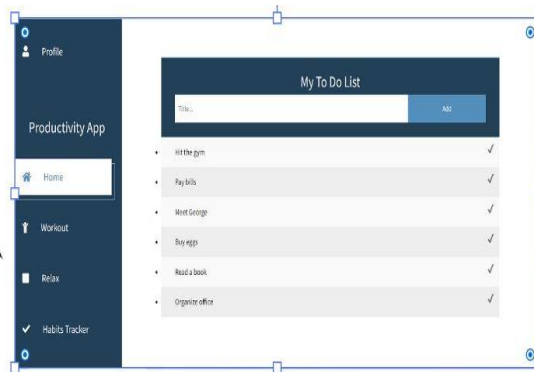 Profile
Productivity App
Home
Workout
Relax
Habits Tracker
My To Do List
Title...
Add
Hit the gym
Pay bills
Meet George
Buy eggs
Read a book
Organize office